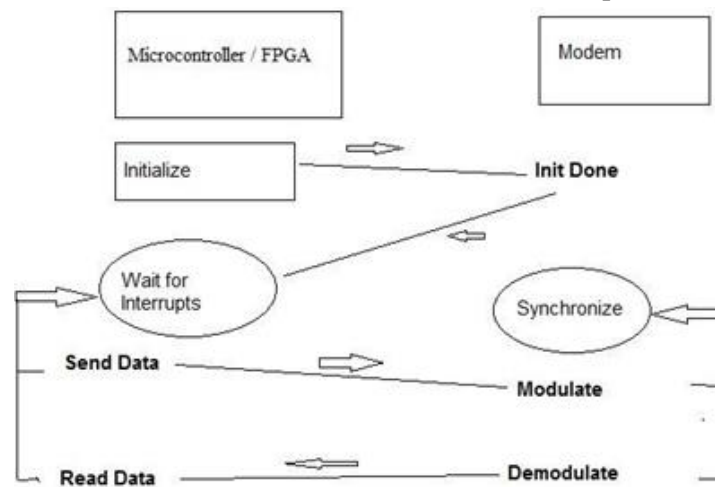 Microcontroller / FPGA
Modem
Initialize
Init Done
Wait for
Interrupts
Synchronize
Send Data
Modulate
Read Data
Demodulate